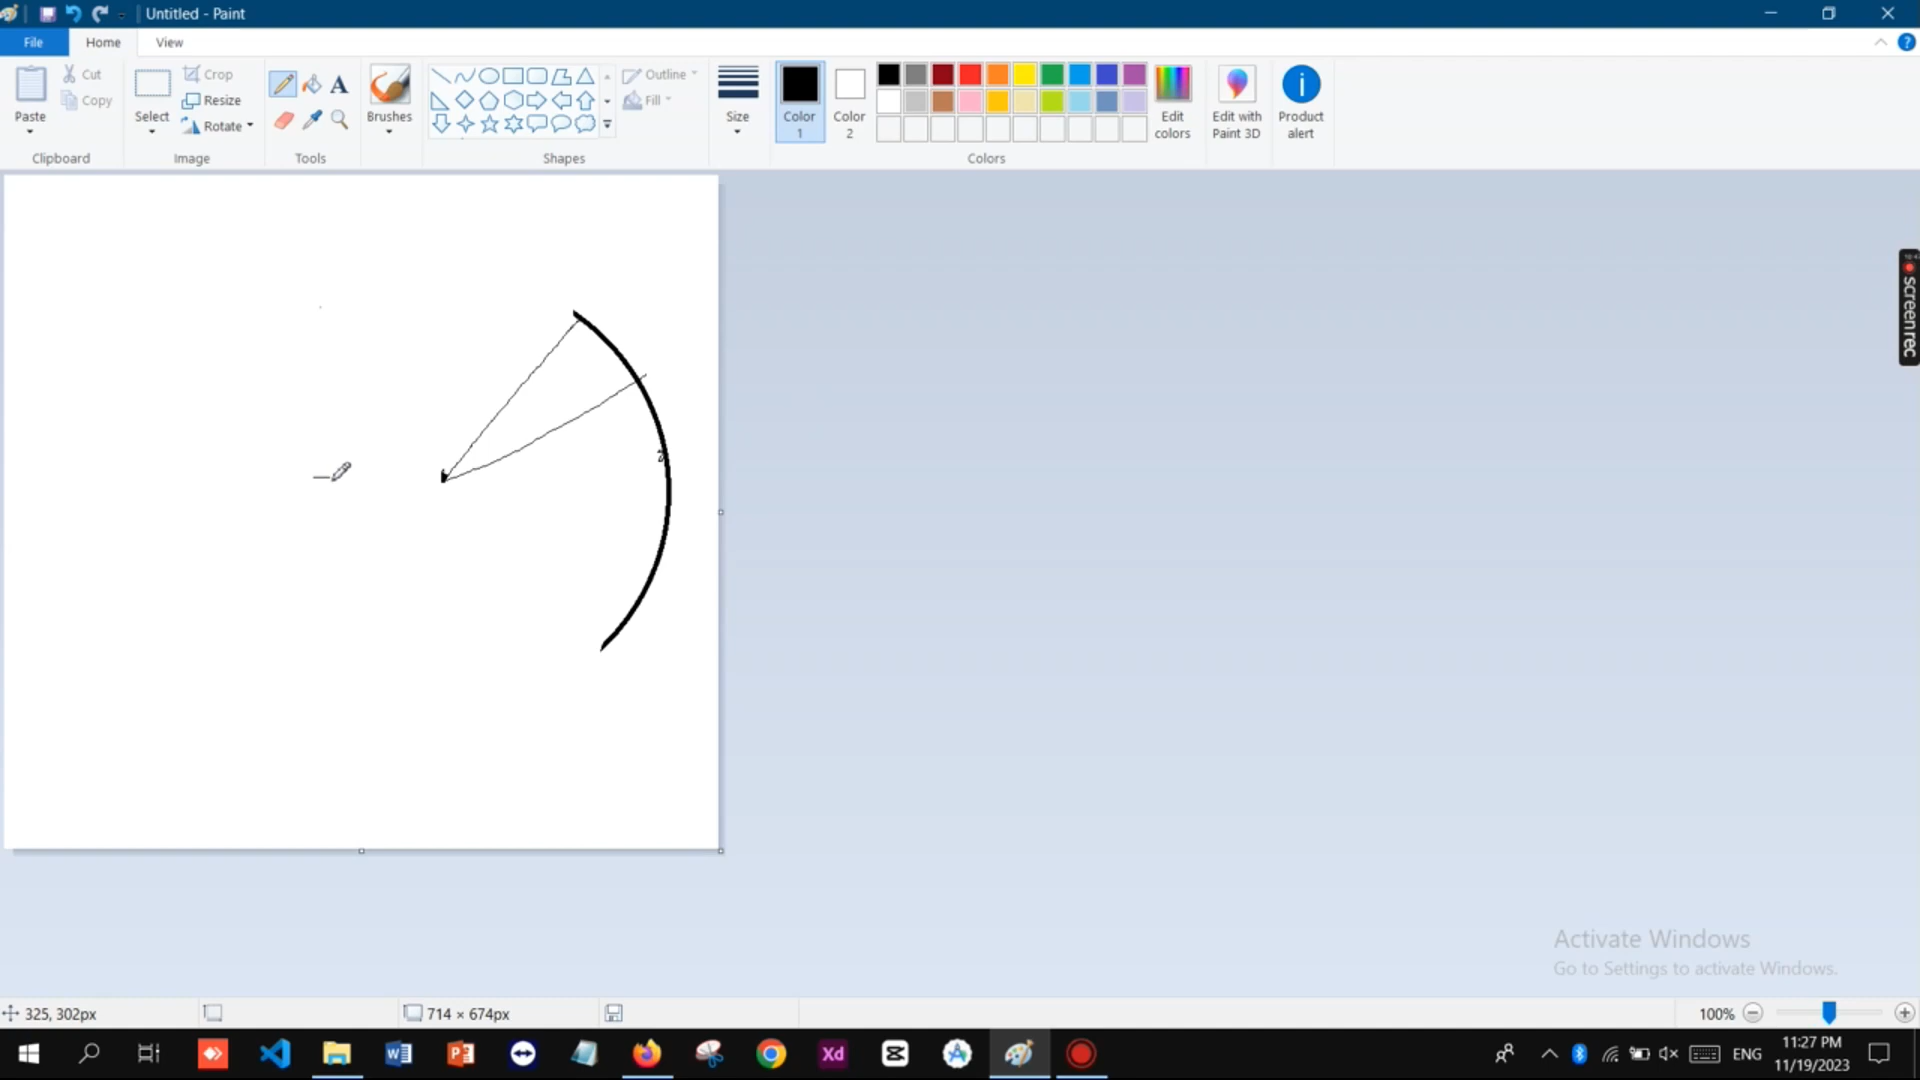 Untitled - Paint
File Home View
Paste
Cut
Copy
Clipboard
Select
Crop
Resize
Rotate
Image
Tools
Brushes
Shapes
Outline
Fill
Size
Color 1
Color 2
Colors
Edit colors
Edit with Paint 3D
Product alert
screenrec
Activate Windows
Go to Settings to activate Windows.
325, 302px
714 × 674px
100%
ENG
11:27 PM
11/19/2023